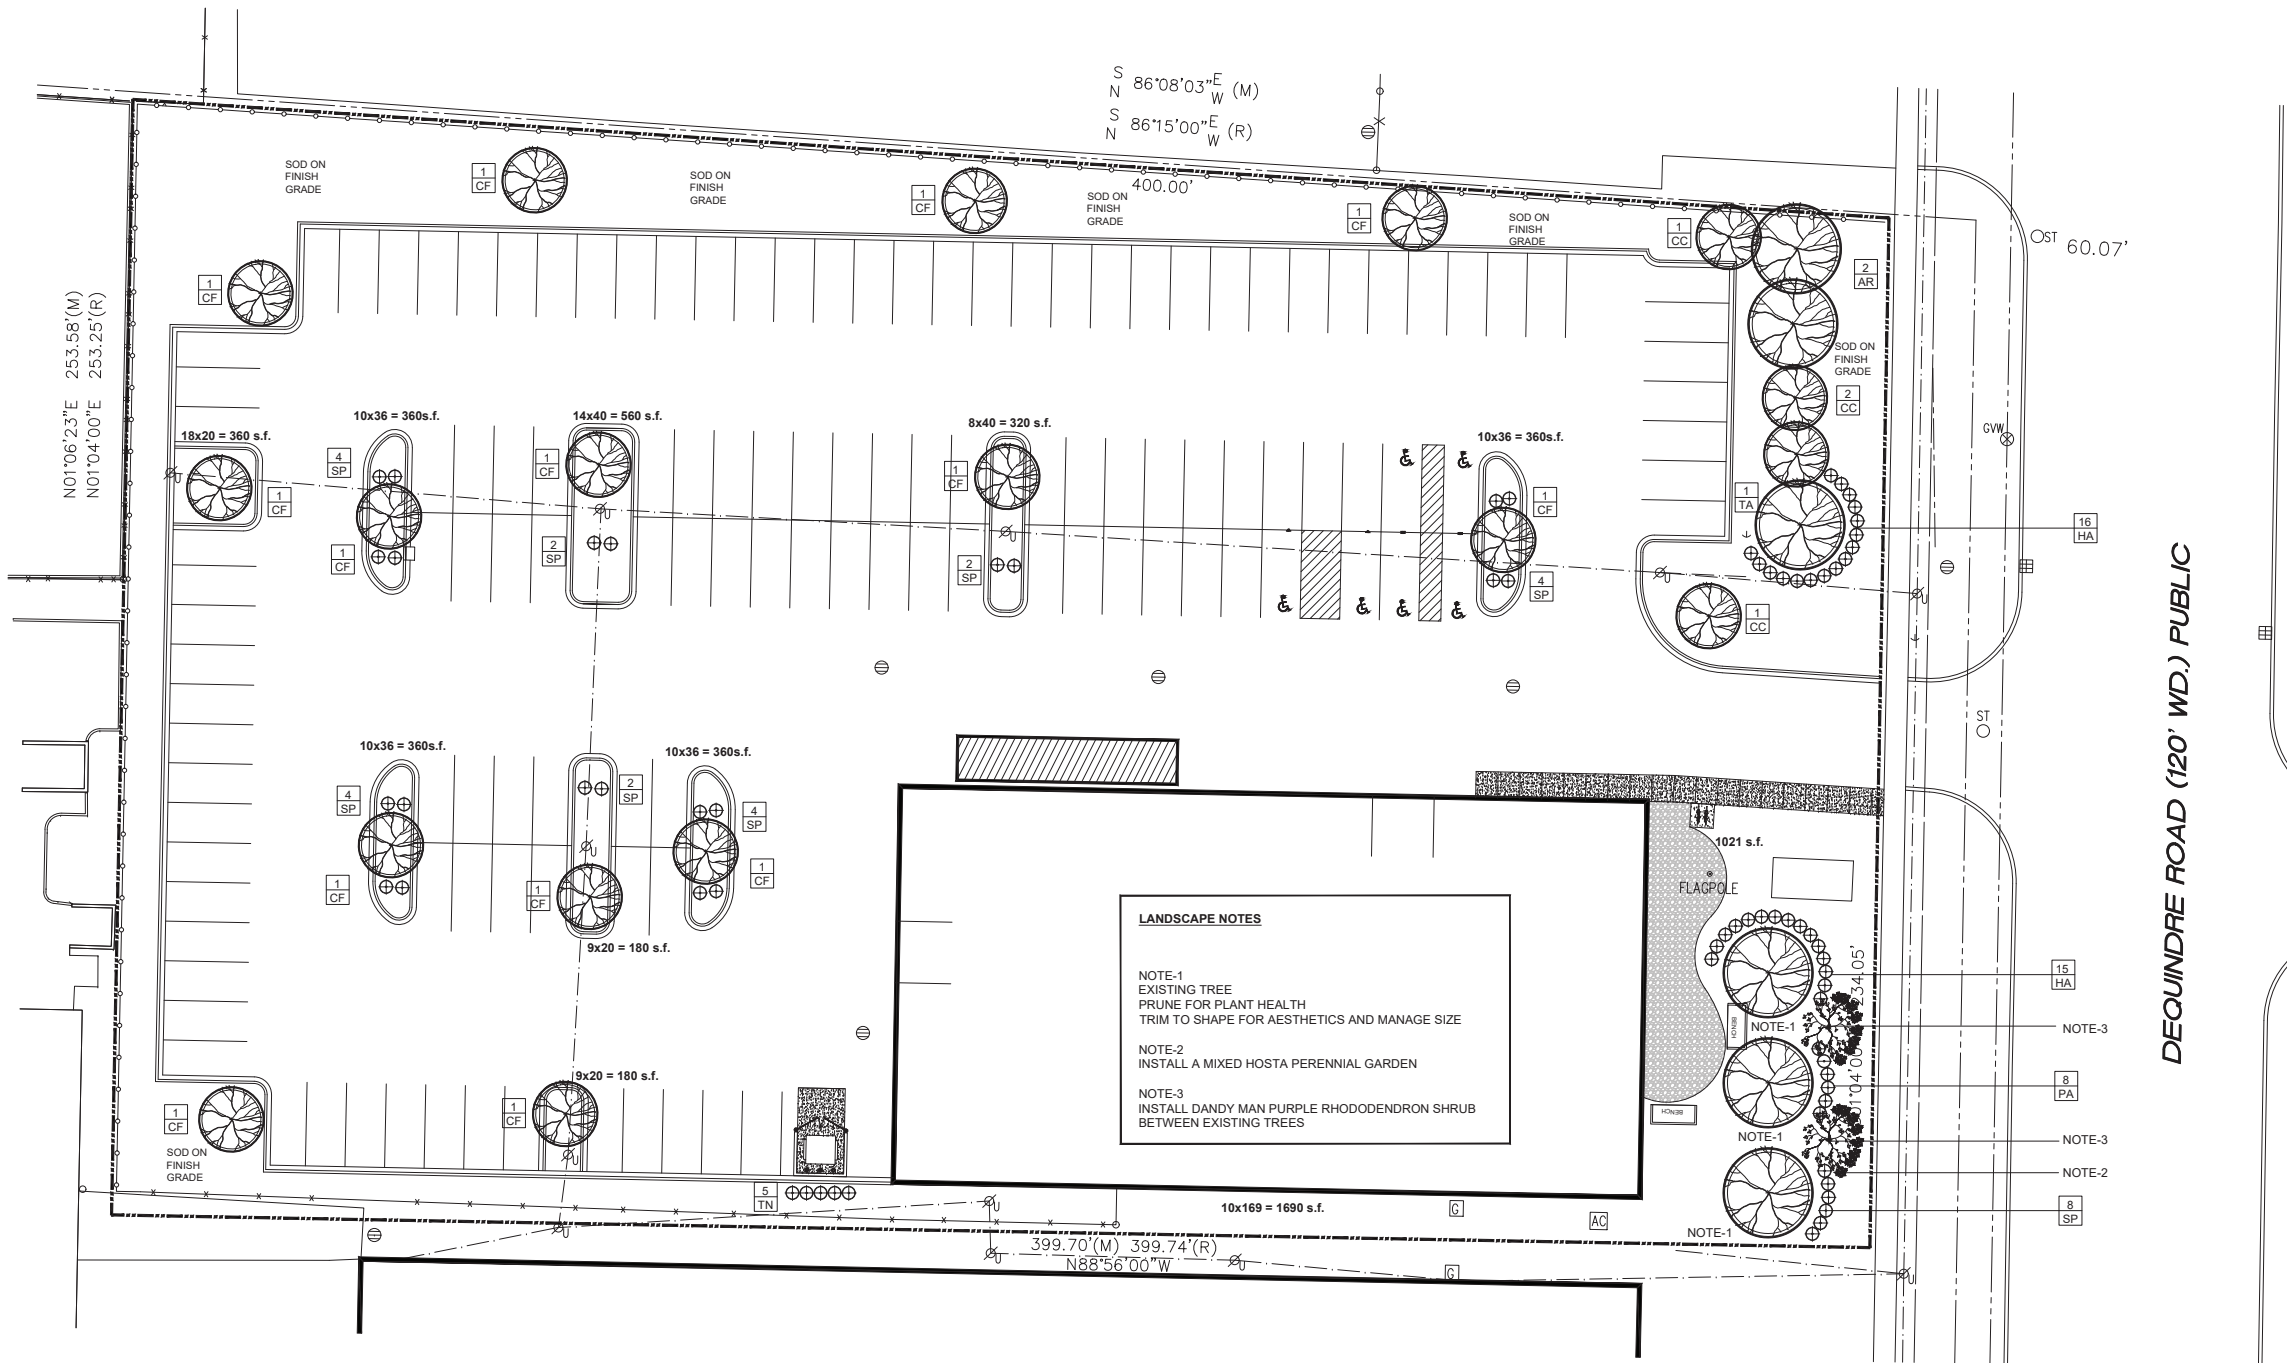 S 86°08'03"E (M)
N W
S 86°15'00"E (R)
N W
400.00'
SOD ON
FINISH
GRADE
1
CF
SOD ON
FINISH
GRADE
1
CF
SOD ON
FINISH
GRADE
1
CF
SOD ON
FINISH
GRADE
1
CC
2
AR
ST
60.07'
1
CF
N01°06'23"E 253.58'(M)
N01°04'00"E 253.25'(R)
SOD ON
FINISH
GRADE
2
CC
GVW
18x20 = 360 s.f.
1
CF
10x36 = 360s.f.
4
SP
1
CF
14x40 = 560 s.f.
1
CF
2
SP
8x40 = 320 s.f.
1
CF
2
SP
10x36 = 360s.f.
1
CF
4
SP
1
TA
16
HA
1
CC
U
U
U
U
U
ST
DEQUINDRE ROAD (120' WD.) PUBLIC
10x36 = 360s.f.
4
SP
1
CF
2
SP
U
1
CF
9x20 = 180 s.f.
10x36 = 360s.f.
4
SP
1
CF
1021 s.f.
FLAGPOLE
LANDSCAPE NOTES
NOTE-1
EXISTING TREE
PRUNE FOR PLANT HEALTH
TRIM TO SHAPE FOR AESTHETICS AND MANAGE SIZE
NOTE-2
INSTALL A MIXED HOSTA PERENNIAL GARDEN
NOTE-3
INSTALL DANDY MAN PURPLE RHODODENDRON SHRUB
BETWEEN EXISTING TREES
15
HA
234.05'
BENCH
NOTE-1
NOTE-3
8
PA
BENCH
NOTE-1
NOTE-3
NOTE-2
8
SP
NOTE-1
1
CF
SOD ON
FINISH
GRADE
9x20 = 180 s.f.
1
CF
U
5
TN
10x169 = 1690 s.f.
G
AC
U
U
U
U
399.70'(M) 399.74'(R)
N88°56'00"W
G
U